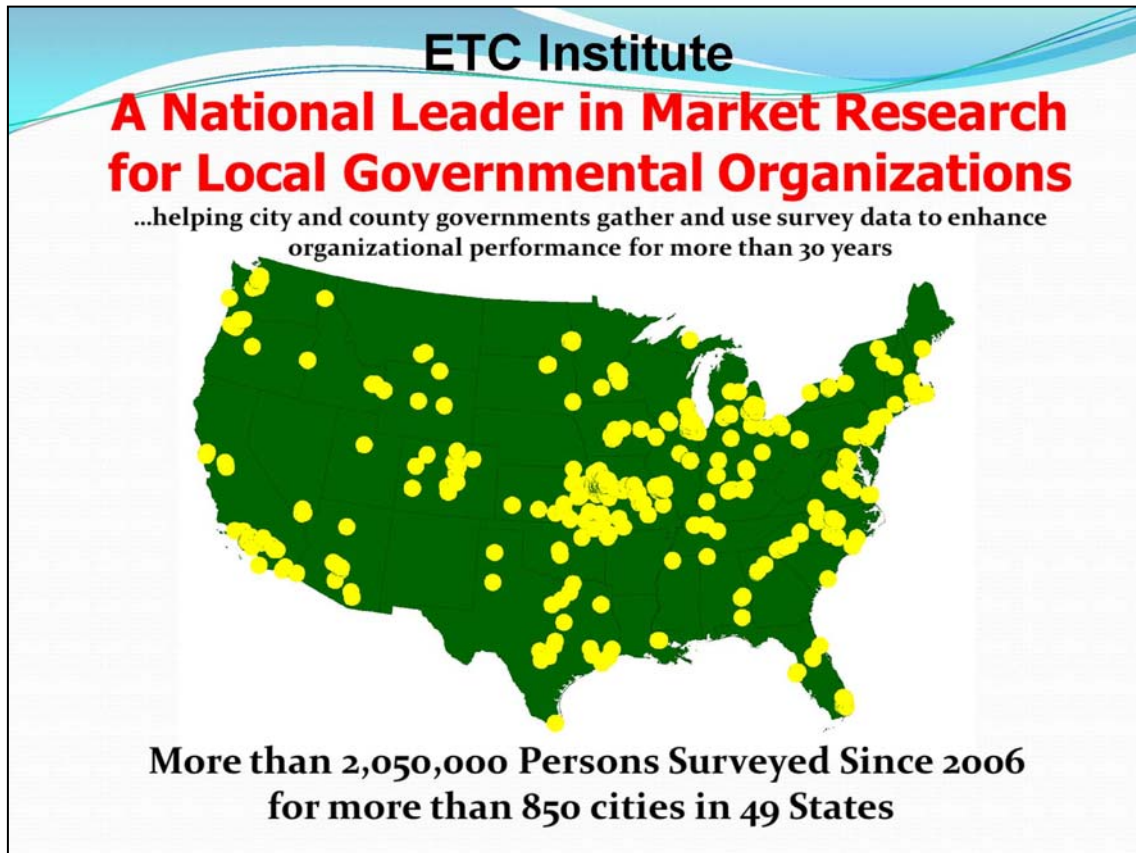 ETC Institute
A National Leader in Market Research
for Local Governmental Organizations
…helping city and county governments gather and use survey data to enhance
organizational performance for more than 30 years
More than 2,050,000 Persons Surveyed Since 2006
for more than 850 cities in 49 States